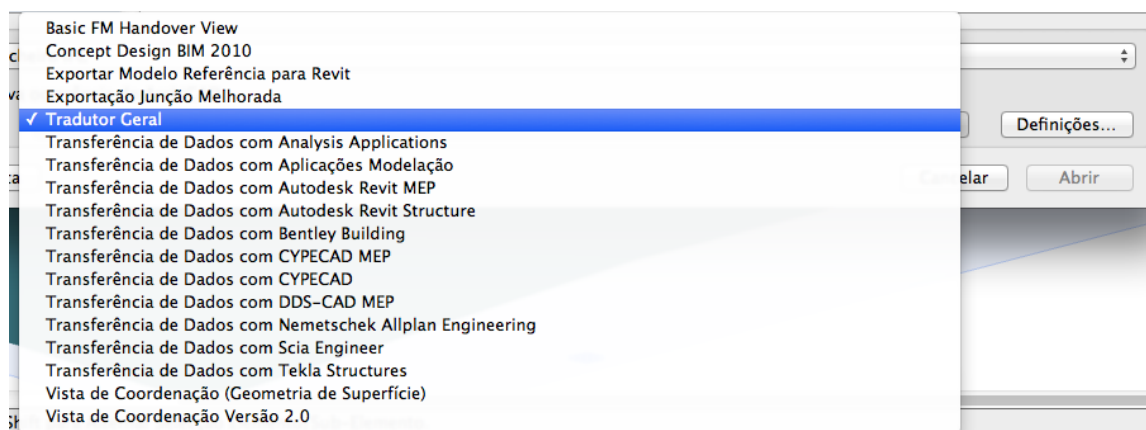 Basic FM Handover View
Concept Design BIM 2010
Exportar Modelo Referência para Revit
Exportação Junção Melhorada
✓ Tradutor Geral
Definições...
Transferência de Dados com Analysis Applications
Transferência de Dados com Aplicações Modelação
Transferência de Dados com Autodesk Revit MEP
elar
Abrir
Transferência de Dados com Autodesk Revit Structure
Transferência de Dados com Bentley Building
Transferência de Dados com CYPECAD MEP
Transferência de Dados com CYPECAD
Transferência de Dados com DDS-CAD MEP
Transferência de Dados com Nemetschek Allplan Engineering
Transferência de Dados com Scia Engineer
Transferência de Dados com Tekla Structures
Vista de Coordenação (Geometria de Superfície)
Vista de Coordenação Versão 2.0